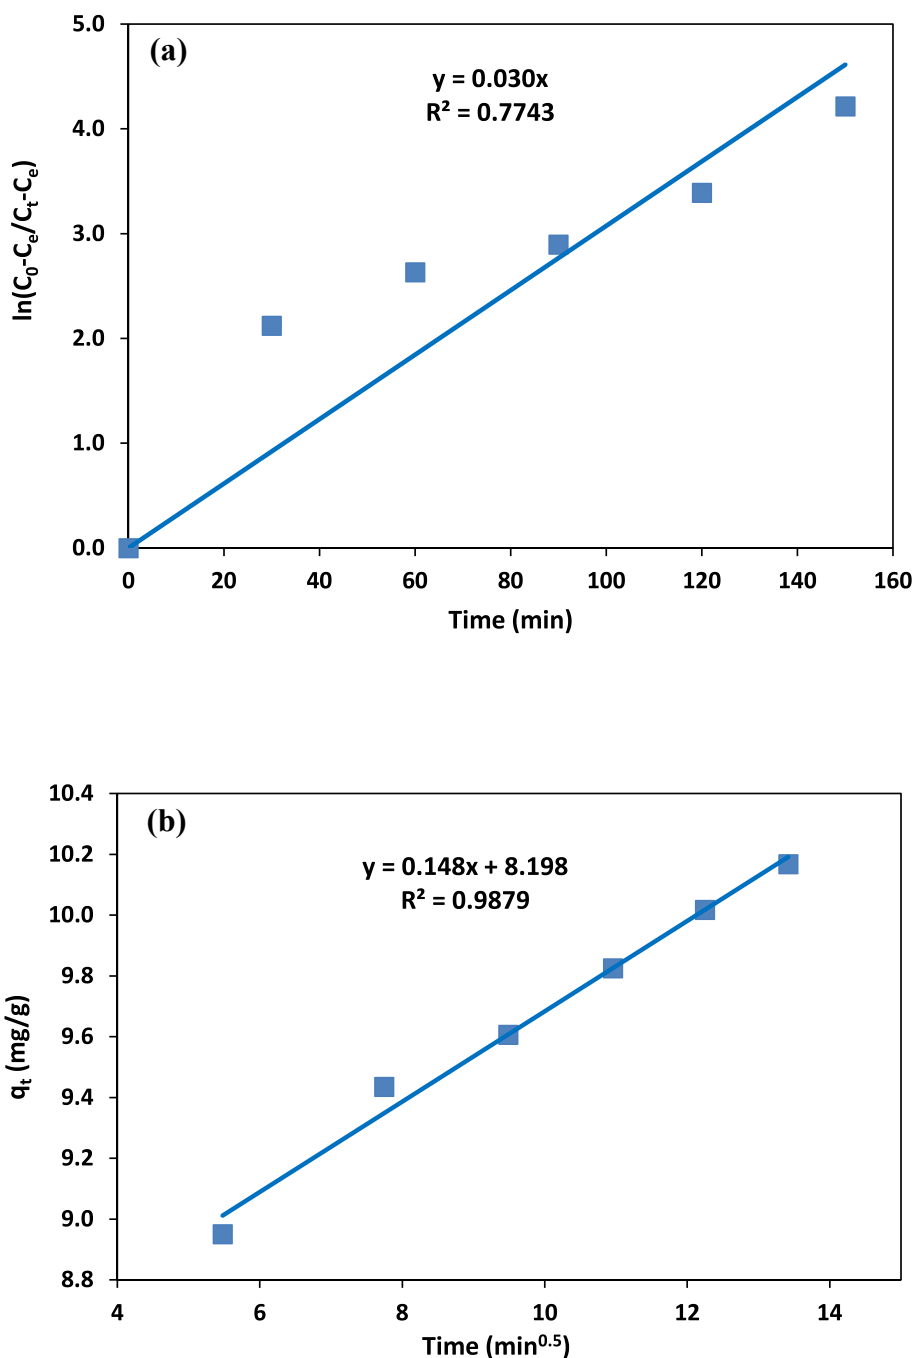 (a)
y = 0.030x
R² = 0.7743
5.0
4.0
3.0
2.0
1.0
0.0
ln(C₀-Cₑ/Cₜ-Cₑ)
0 20 40 60 80 100 120 140 160
Time (min)
(b)
y = 0.148x + 8.198
R² = 0.9879
10.4
10.2
10.0
9.8
9.6
9.4
9.2
9.0
8.8
qₜ (mg/g)
4 6 8 10 12 14
Time (min⁰·⁵)